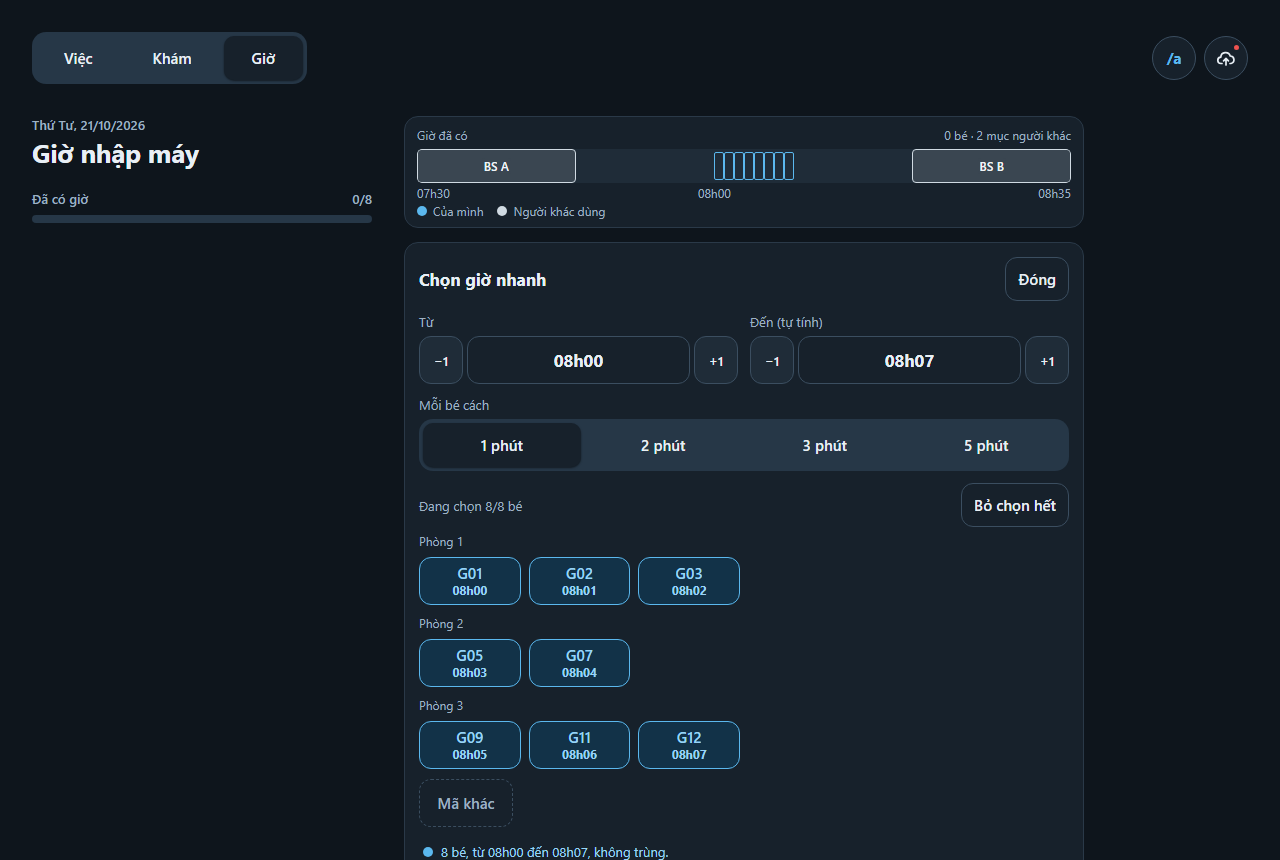 Việc Khám Giờ
/a
Thứ Tư, 21/10/2026
Giờ nhập máy
Đã có giờ 0/8
Giờ đã có 0 bé · 2 mục người khác
BS A BS B
07h30 08h00 08h35
Của mình Người khác dùng
Chọn giờ nhanh Đóng
Từ Đến (tự tính)
−1 08h00 +1 −1 08h07 +1
Mỗi bé cách
1 phút 2 phút 3 phút 5 phút
Đang chọn 8/8 bé Bỏ chọn hết
Phòng 1
G01 G02 G03
08h00 08h01 08h02
Phòng 2
G05 G07
08h03 08h04
Phòng 3
G09 G11 G12
08h05 08h06 08h07
Mã khác
8 bé, từ 08h00 đến 08h07, không trùng.